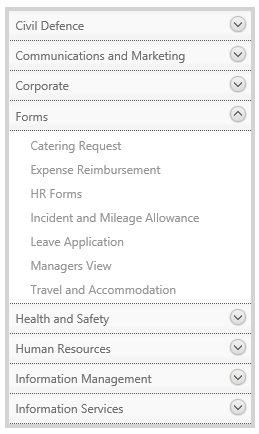 Civil Defence
Communications and Marketing
Corporate
Forms
Catering Request
Expense Reimbursement
HR Forms
Incident and Mileage Allowance
Leave Application
Managers View
Travel and Accommodation
Health and Safety
Human Resources
Information Management
Information Services